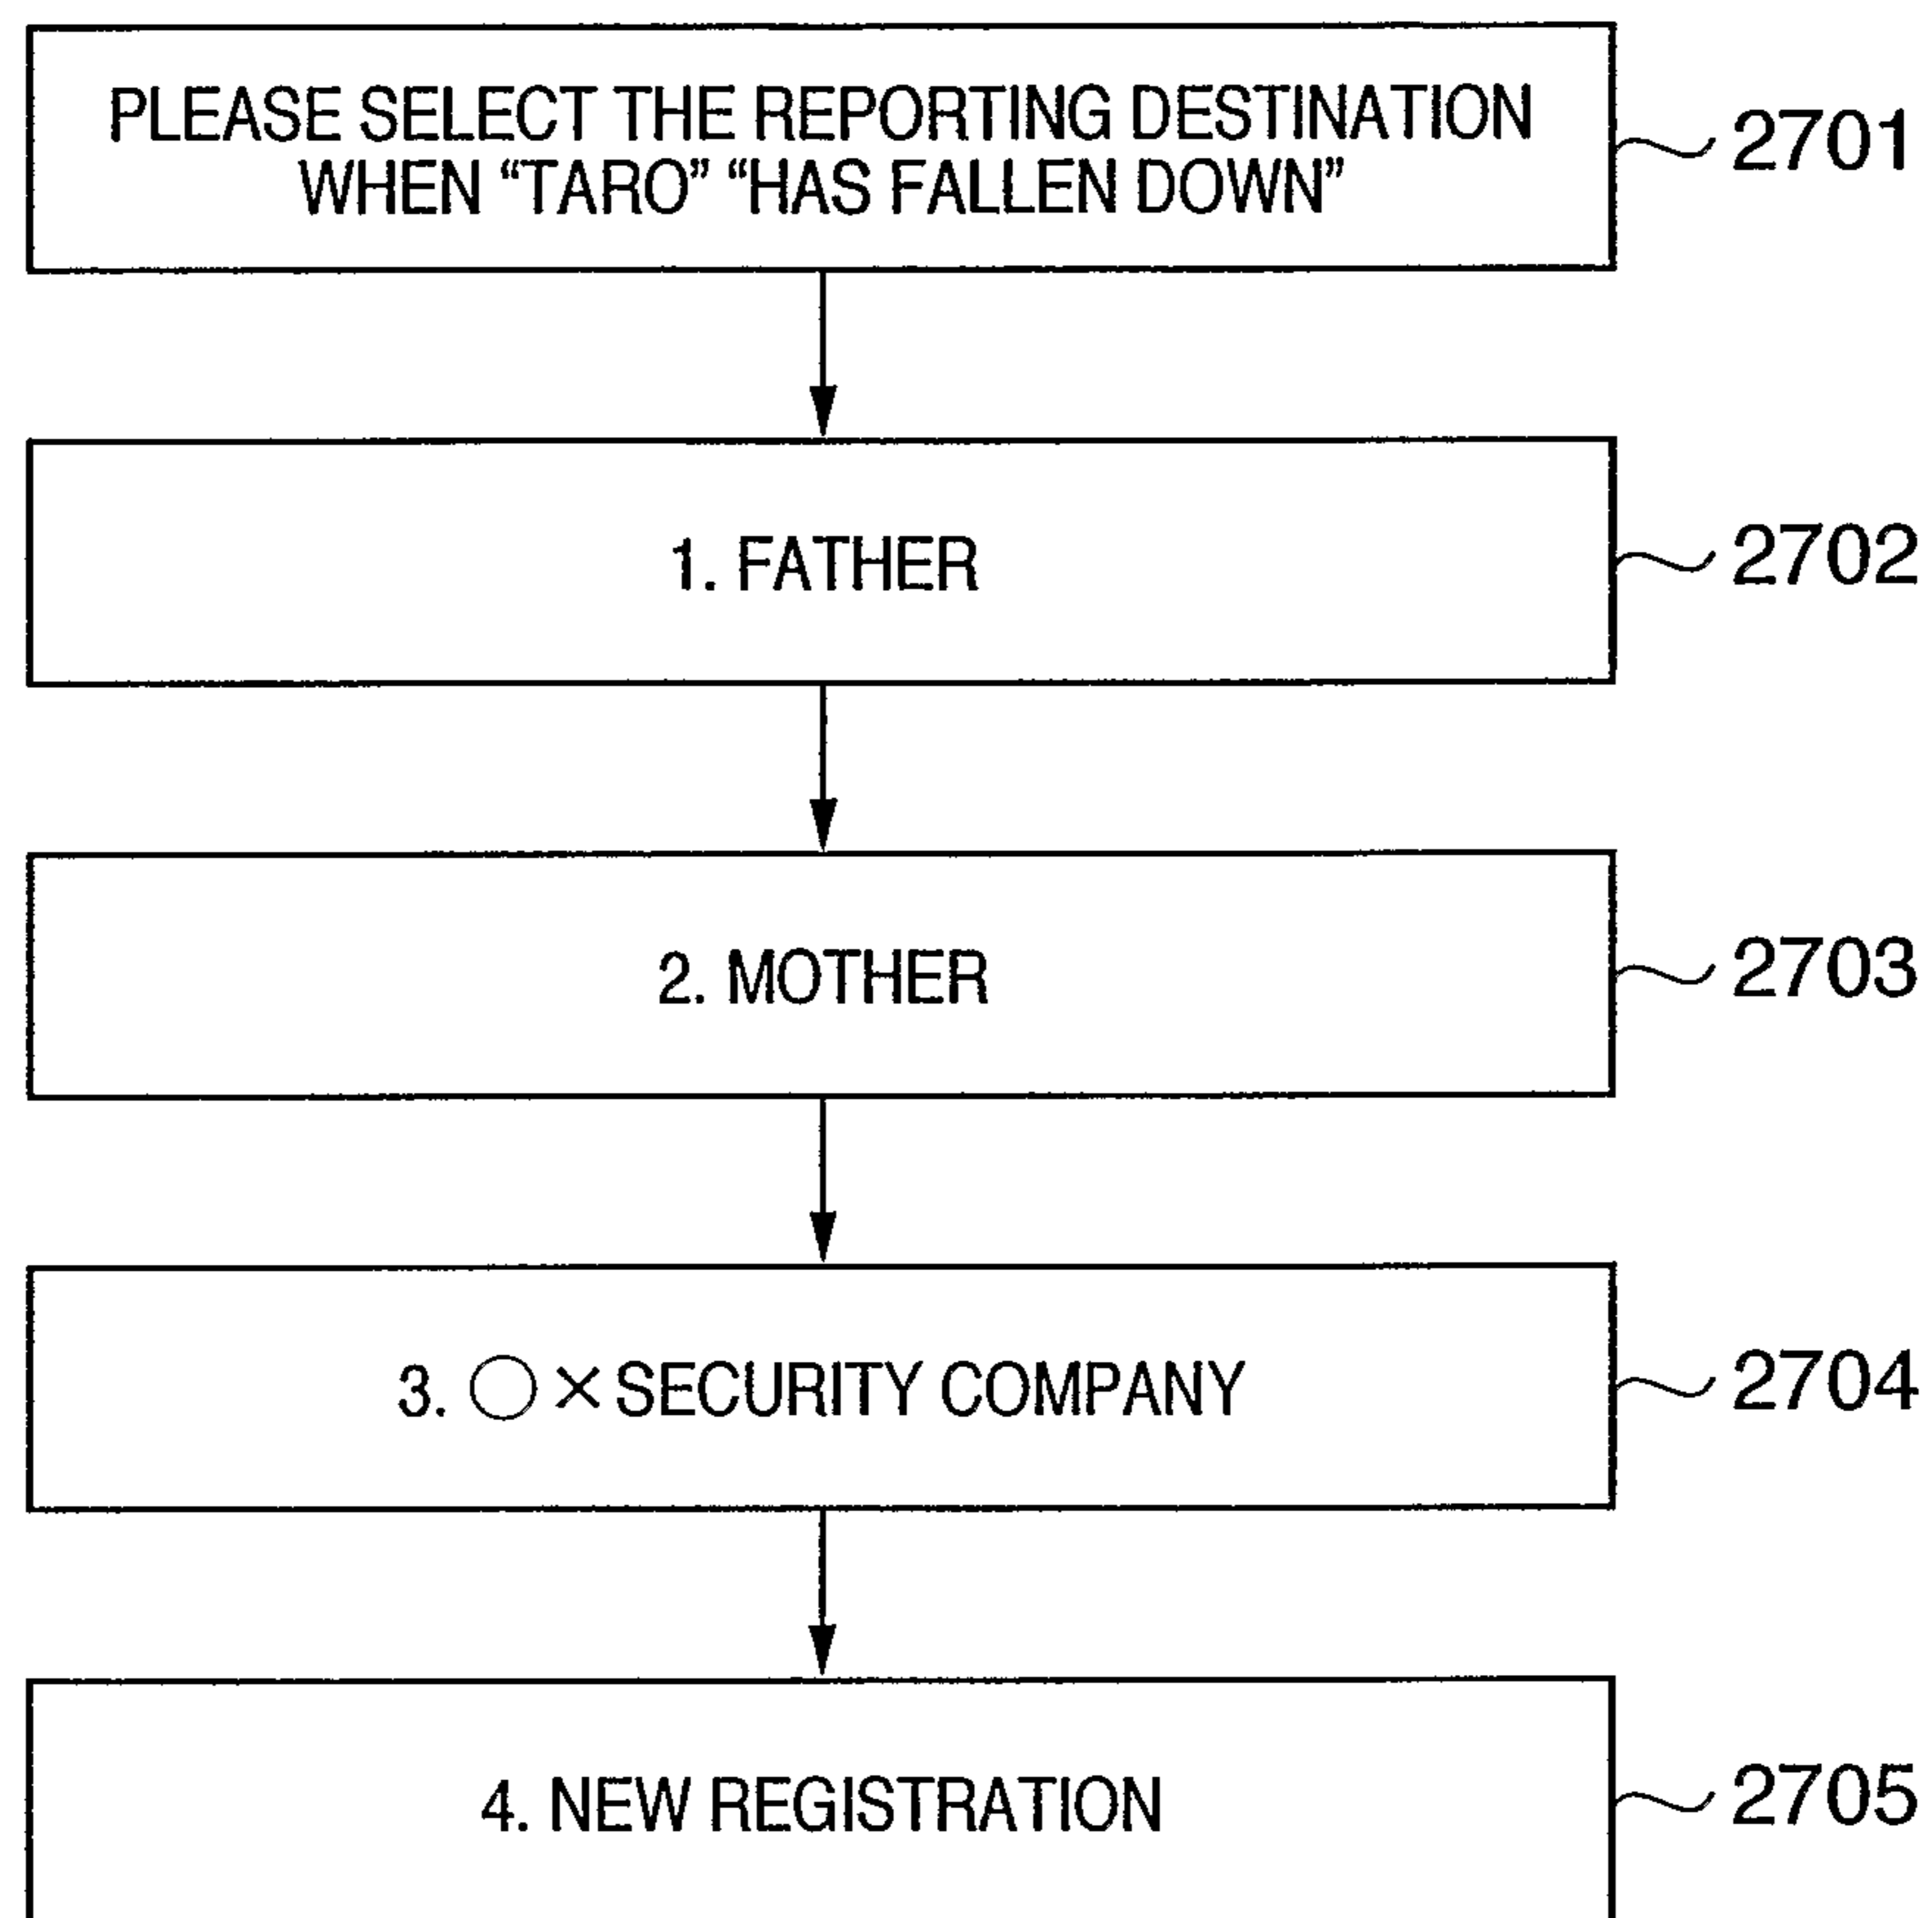 PLEASE SELECT THE REPORTING DESTINATION
WHEN “TARO” “HAS FALLEN DOWN”
2701
1. FATHER
2702
2. MOTHER
2703
3. ○×SECURITY COMPANY
2704
4. NEW REGISTRATION
2705